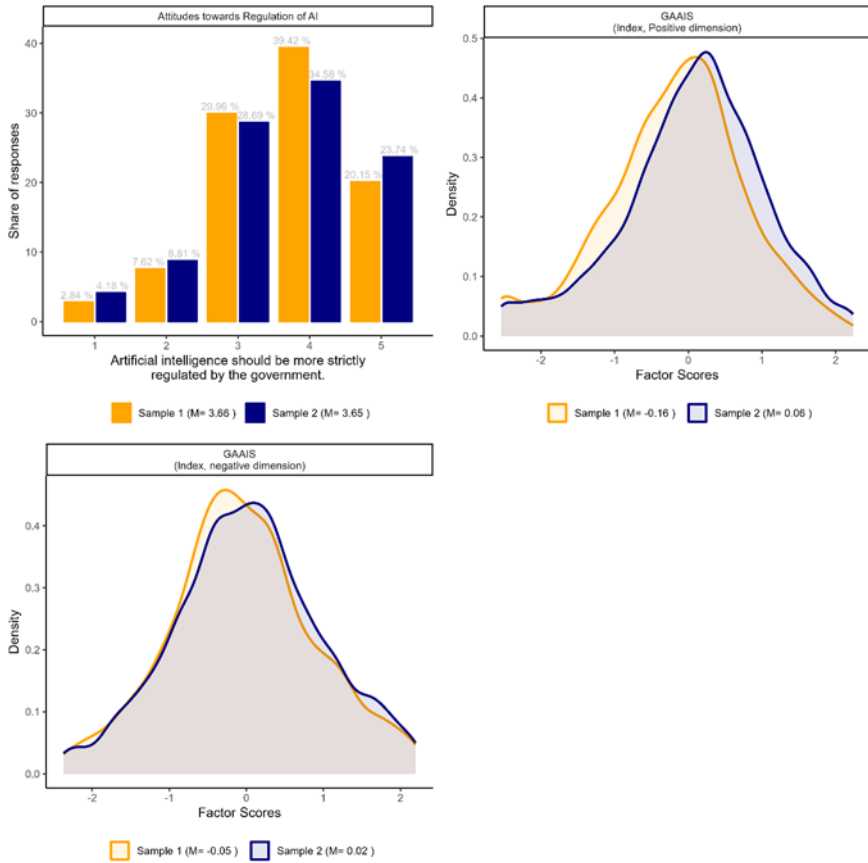 Attitudes towards Regulation of AI
Share of responses
40
30
20
10
0
2.84 %
4.18 %
7.62 %
8.81 %
29.96 %
28.69 %
39.42 %
34.58 %
20.15 %
23.74 %
1 2 3 4 5
Artificial intelligence should be more strictly
regulated by the government.
Sample 1 (M= 3.66 ) Sample 2 (M= 3.65 )
GAAIS
(Index, Positive dimension)
Density
0.5
0.4
0.3
0.2
0.1
0.0
-2 -1 0 1 2
Factor Scores
Sample 1 (M= -0.16 ) Sample 2 (M= 0.06 )
GAAIS
(Index, negative dimension)
Density
0.4
0.3
0.2
0.1
0.0
-2 -1 0 1 2
Factor Scores
Sample 1 (M= -0.05 ) Sample 2 (M= 0.02 )